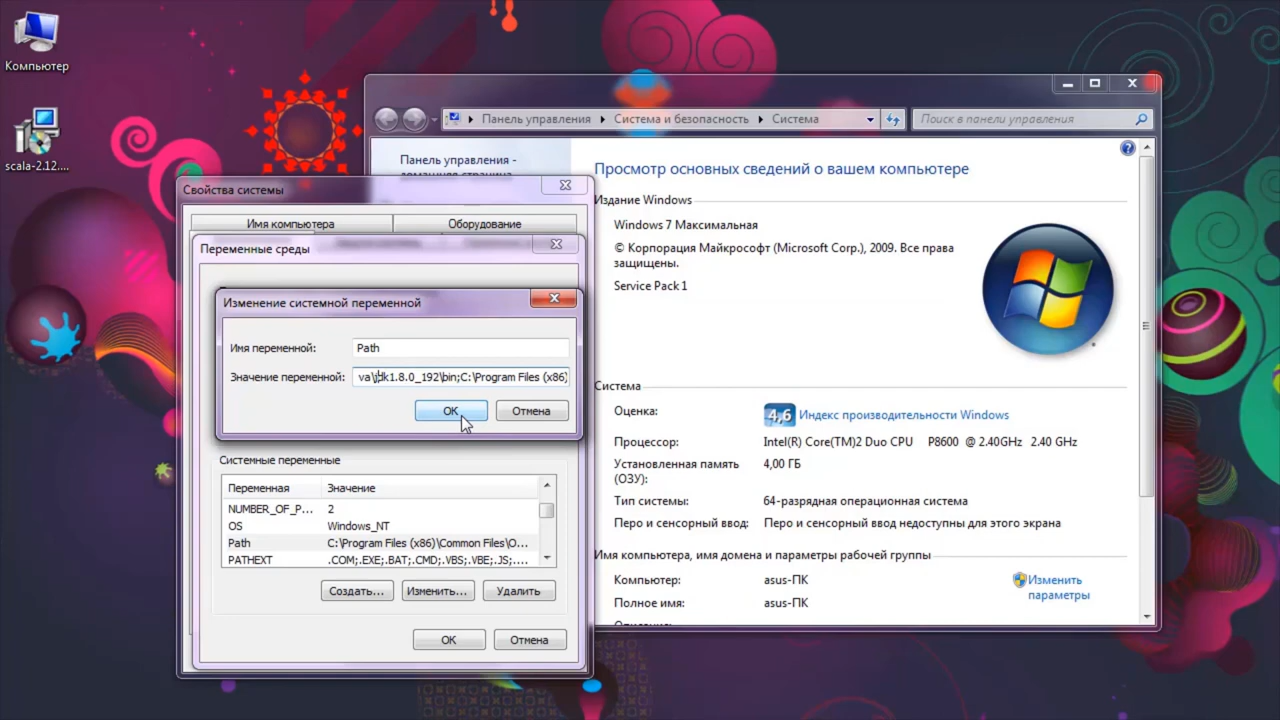 Компьютер
scala-2.12....
Панель управления
Система и безопасность
Система
Поиск в панели управления
Панель управления -
домашняя страница
Просмотр основных сведений о вашем компьютере
Издание Windows
Windows 7 Максимальная
© Корпорация Майкрософт (Microsoft Corp.), 2009. Все права
защищены.
Service Pack 1
Система
Оценка:
4,6
Индекс производительности Windows
Процессор:
Intel(R) Core(TM)2 Duo CPU P8600 @ 2.40GHz 2.40 GHz
Установленная память
(ОЗУ):
4,00 ГБ
Тип системы:
64-разрядная операционная система
Перо и сенсорный ввод:
Перо и сенсорный ввод недоступны для этого экрана
Имя компьютера, имя домена и параметры рабочей группы
Компьютер:
asus-ПК
Изменить
параметры
Полное имя:
asus-ПК
Описание:
Свойства системы
Имя компьютера
Оборудование
Переменные среды
Изменение системной переменной
Имя переменной:
Path
Значение переменной:
va\jdk1.8.0_192\bin;C:\Program Files (x86)
OK
Отмена
Системные переменные
Переменная
Значение
NUMBER_OF_P...
2
OS
Windows_NT
Path
C:\Program Files (x86)\Common Files\O...
PATHEXT
.COM;.EXE;.BAT;.CMD;.VBS;.VBE;.JS;....
Создать...
Изменить...
Удалить
OK
Отмена